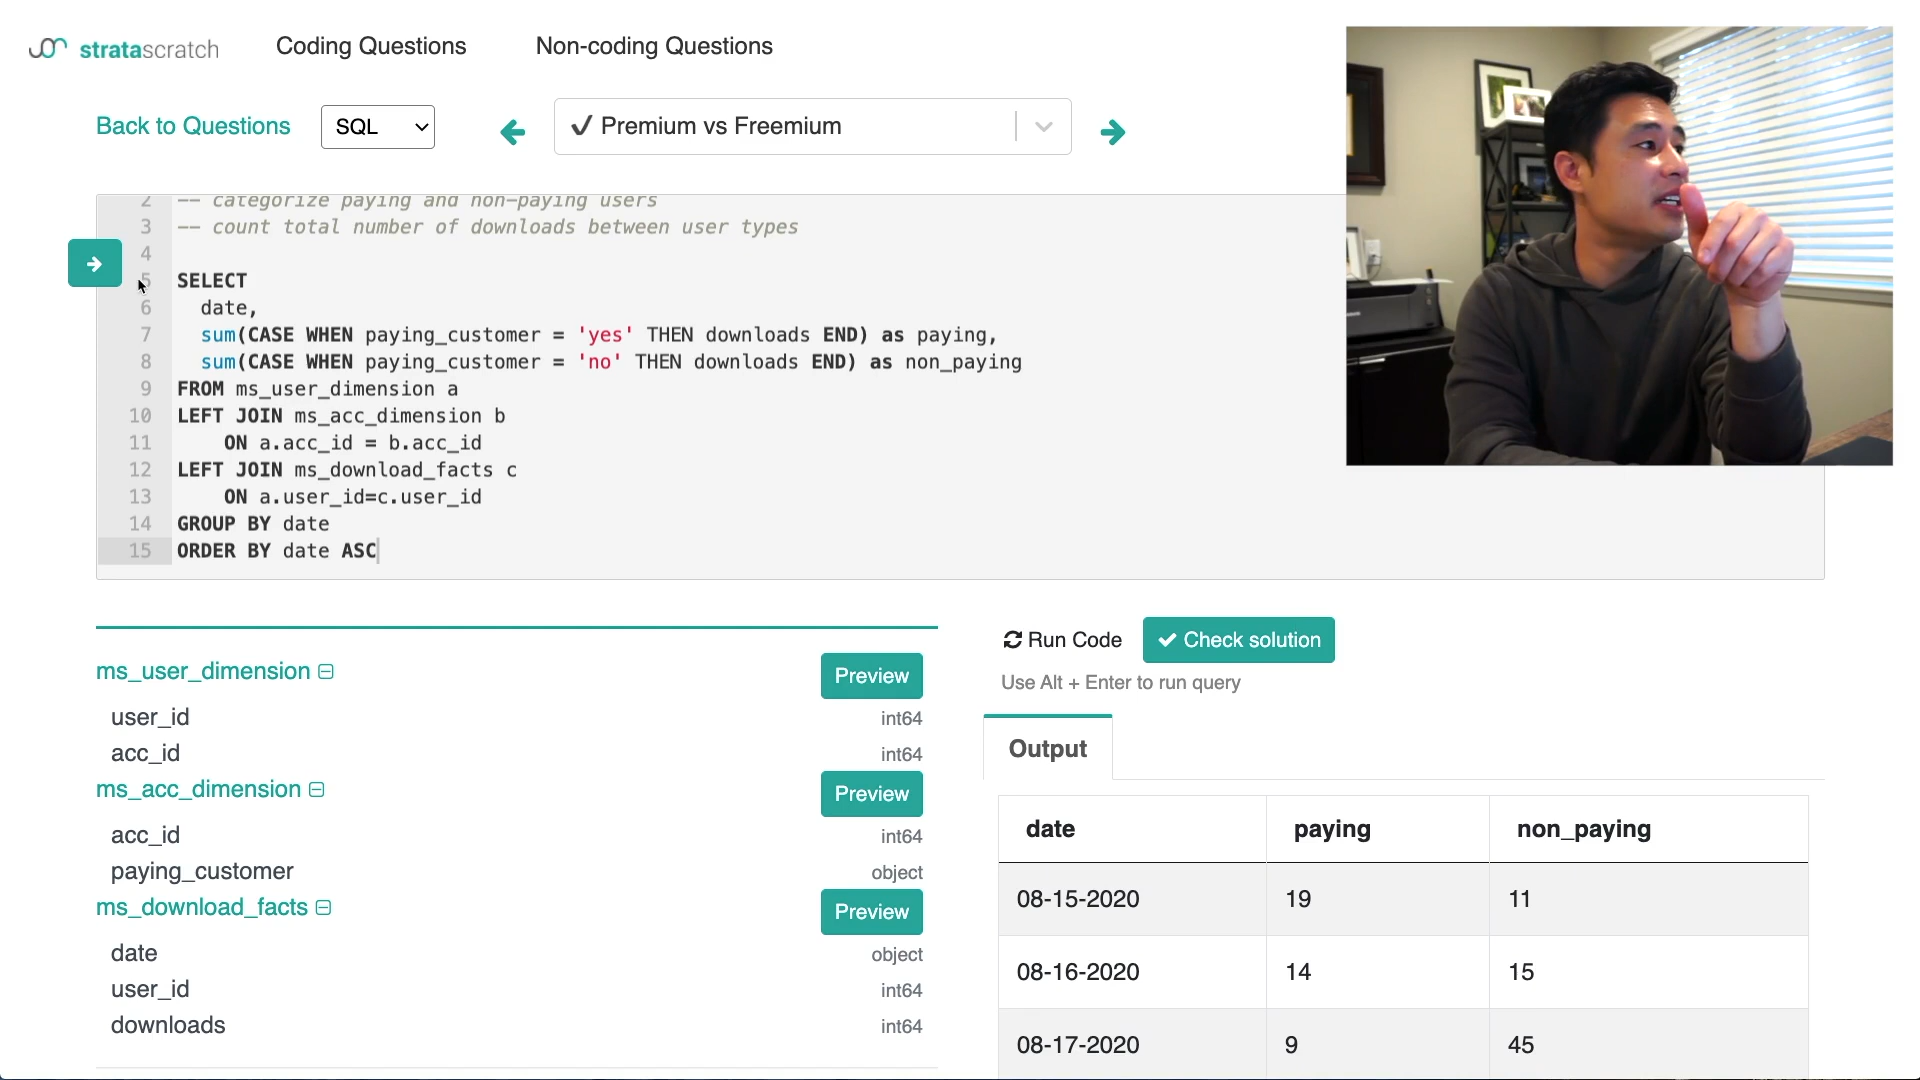 stratascratch
Coding Questions
Non-coding Questions
Back to Questions
SQL
✓ Premium vs Freemium
2 -- categorize paying and non-paying users
3 -- count total number of downloads between user types
4
5 SELECT
6 date,
7 sum(CASE WHEN paying_customer = 'yes' THEN downloads END) as paying,
8 sum(CASE WHEN paying_customer = 'no' THEN downloads END) as non_paying
9 FROM ms_user_dimension a
10 LEFT JOIN ms_acc_dimension b
11 ON a.acc_id = b.acc_id
12 LEFT JOIN ms_download_facts c
13 ON a.user_id=c.user_id
14 GROUP BY date
15 ORDER BY date ASC
ms_user_dimension
Preview
user_id int64
acc_id int64
ms_acc_dimension
Preview
acc_id int64
paying_customer object
ms_download_facts
Preview
date object
user_id int64
downloads int64
Run Code
Check solution
Use Alt + Enter to run query
Output
date paying non_paying
08-15-2020 19 11
08-16-2020 14 15
08-17-2020 9 45